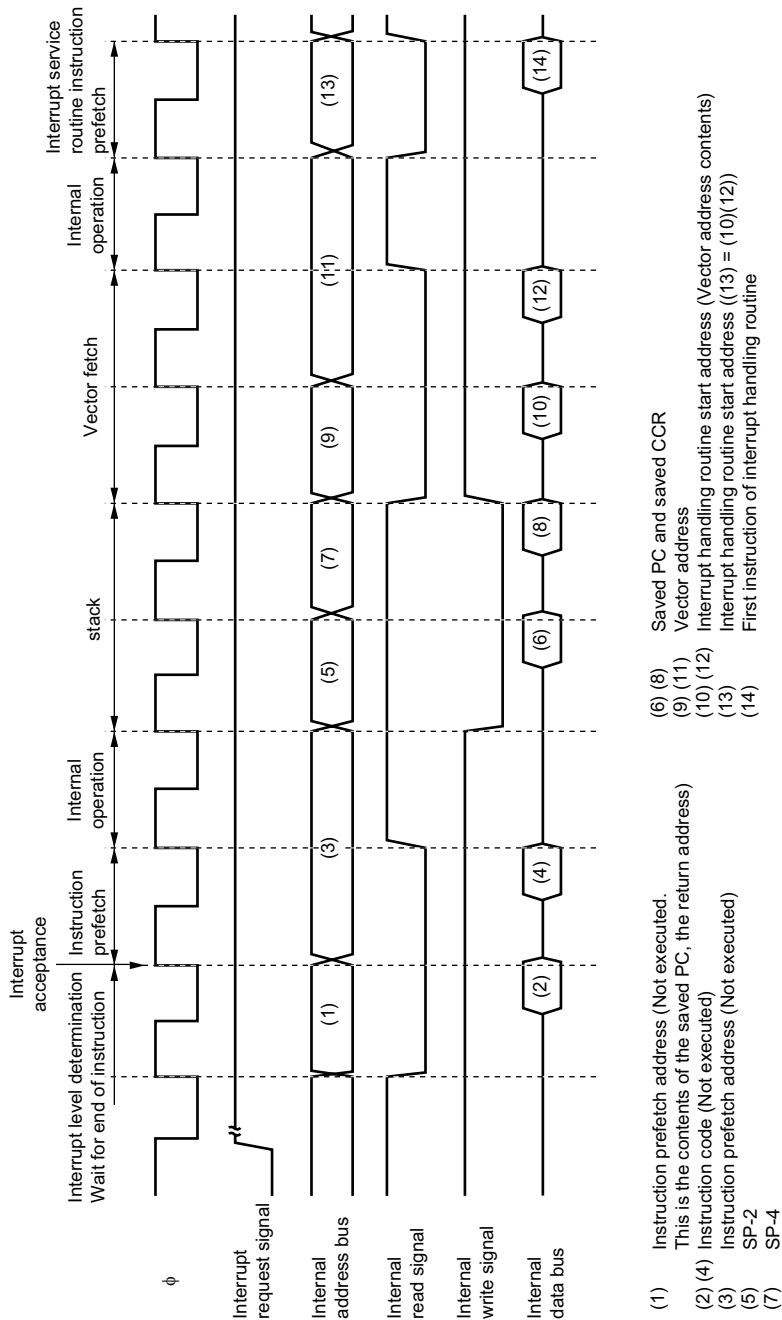 Interrupt level determination
Wait for end of instruction
Interrupt
acceptance
Instruction
prefetch
Internal
operation
stack
Vector fetch
Internal
operation
Interrupt service
routine instruction
prefetch
φ
Interrupt
request signal
Internal
address bus
(1)
(3)
(5)
(7)
(9)
(11)
(13)
Internal
read signal
Internal
write signal
Internal
data bus
(2)
(4)
(6)
(8)
(10)
(12)
(14)
(1) Instruction prefetch address (Not executed.
This is the contents of the saved PC, the return address)
(2) (4) Instruction code (Not executed)
(3) Instruction prefetch address (Not executed)
(5) SP-2
(7) SP-4
(6) (8) Saved PC and saved CCR
(9) (11) Vector address
(10) (12) Interrupt handling routine start address (Vector address contents)
(13) Interrupt handling routine start address ((13) = (10)(12))
(14) First instruction of interrupt handling routine